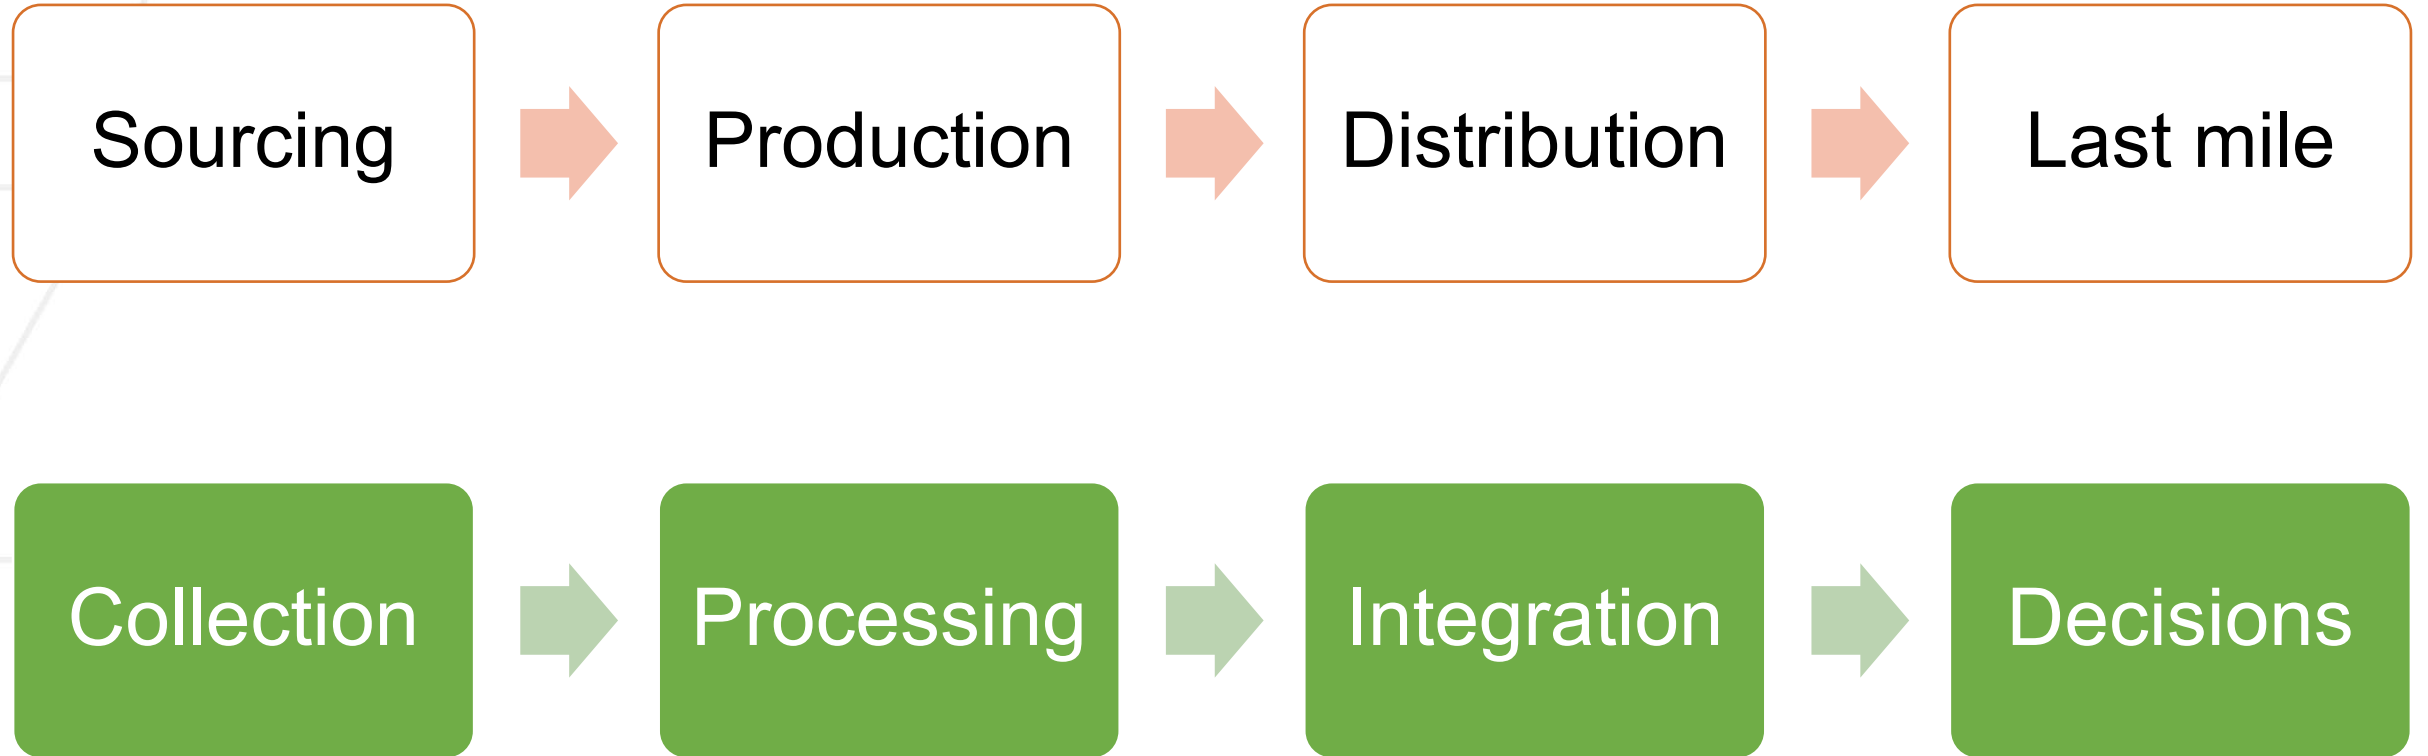 Sourcing
Production
Distribution
Last mile
Collection
Processing
Integration
Decisions